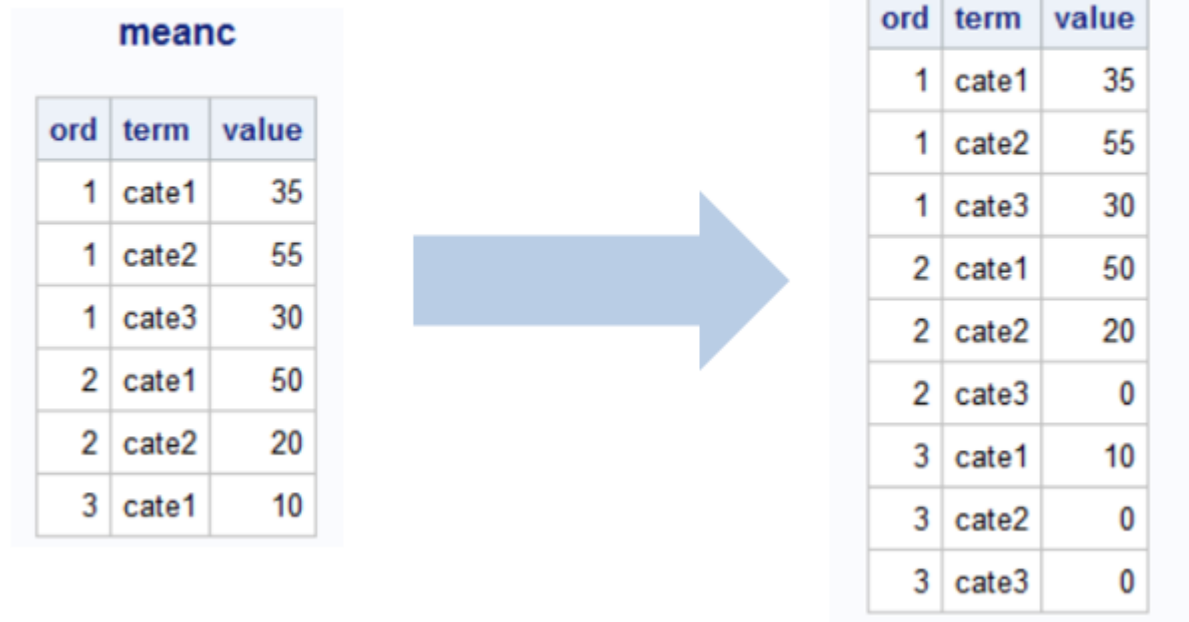 meanc
ord term value
1 cate1 35
1 cate2 55
1 cate3 30
2 cate1 50
2 cate2 20
3 cate1 10
ord term value
1 cate1 35
1 cate2 55
1 cate3 30
2 cate1 50
2 cate2 20
2 cate3 0
3 cate1 10
3 cate2 0
3 cate3 0